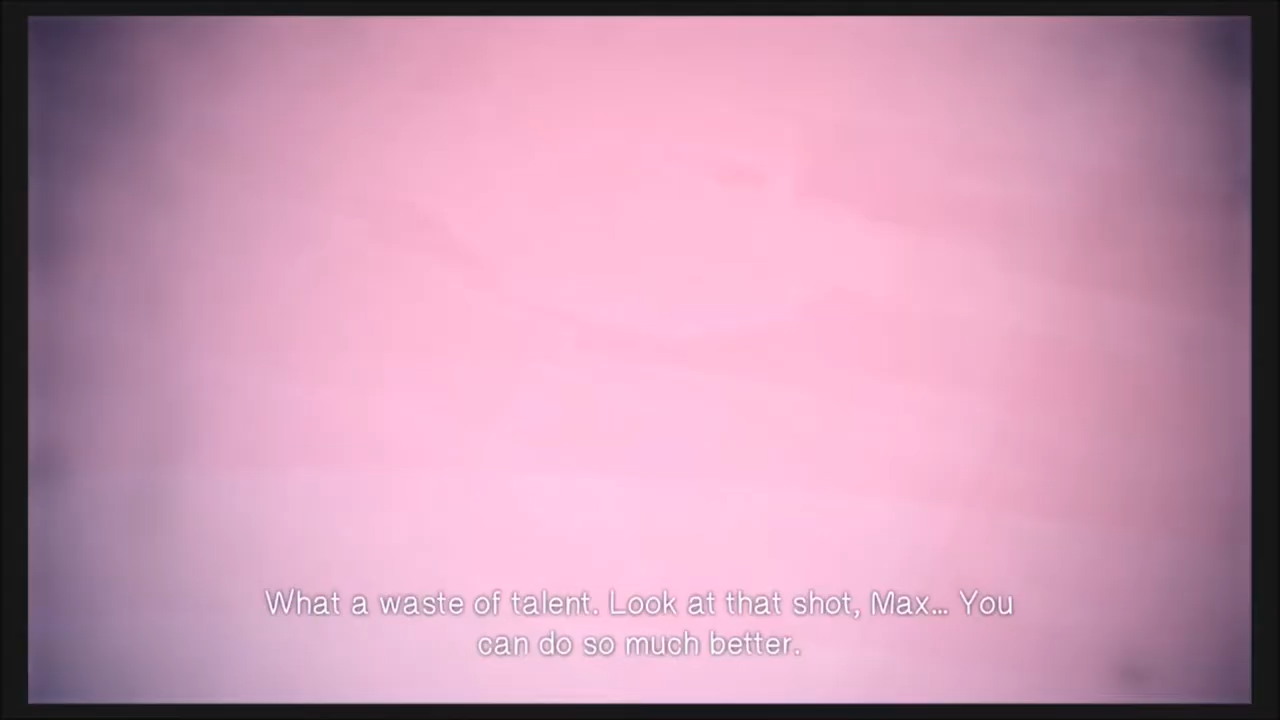 What a waste of talent. Look at that shot, Max... You
can do so much better.